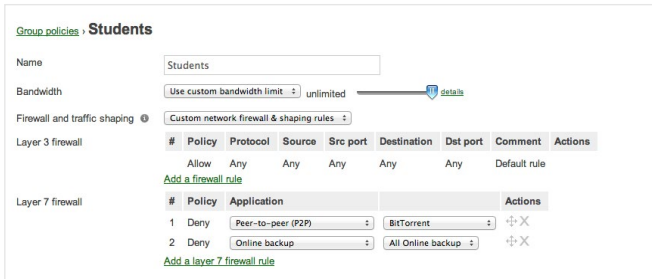 Group policies › Students
Name Students
Bandwidth Use custom bandwidth limit unlimited details
Firewall and traffic shaping i Custom network firewall & shaping rules
Layer 3 firewall # Policy Protocol Source Src port Destination Dst port Comment Actions
Allow Any Any Any Any Any Default rule
Add a firewall rule
Layer 7 firewall # Policy Application Actions
1 Deny Peer-to-peer (P2P) BitTorrent
2 Deny Online backup All Online backup
Add a layer 7 firewall rule